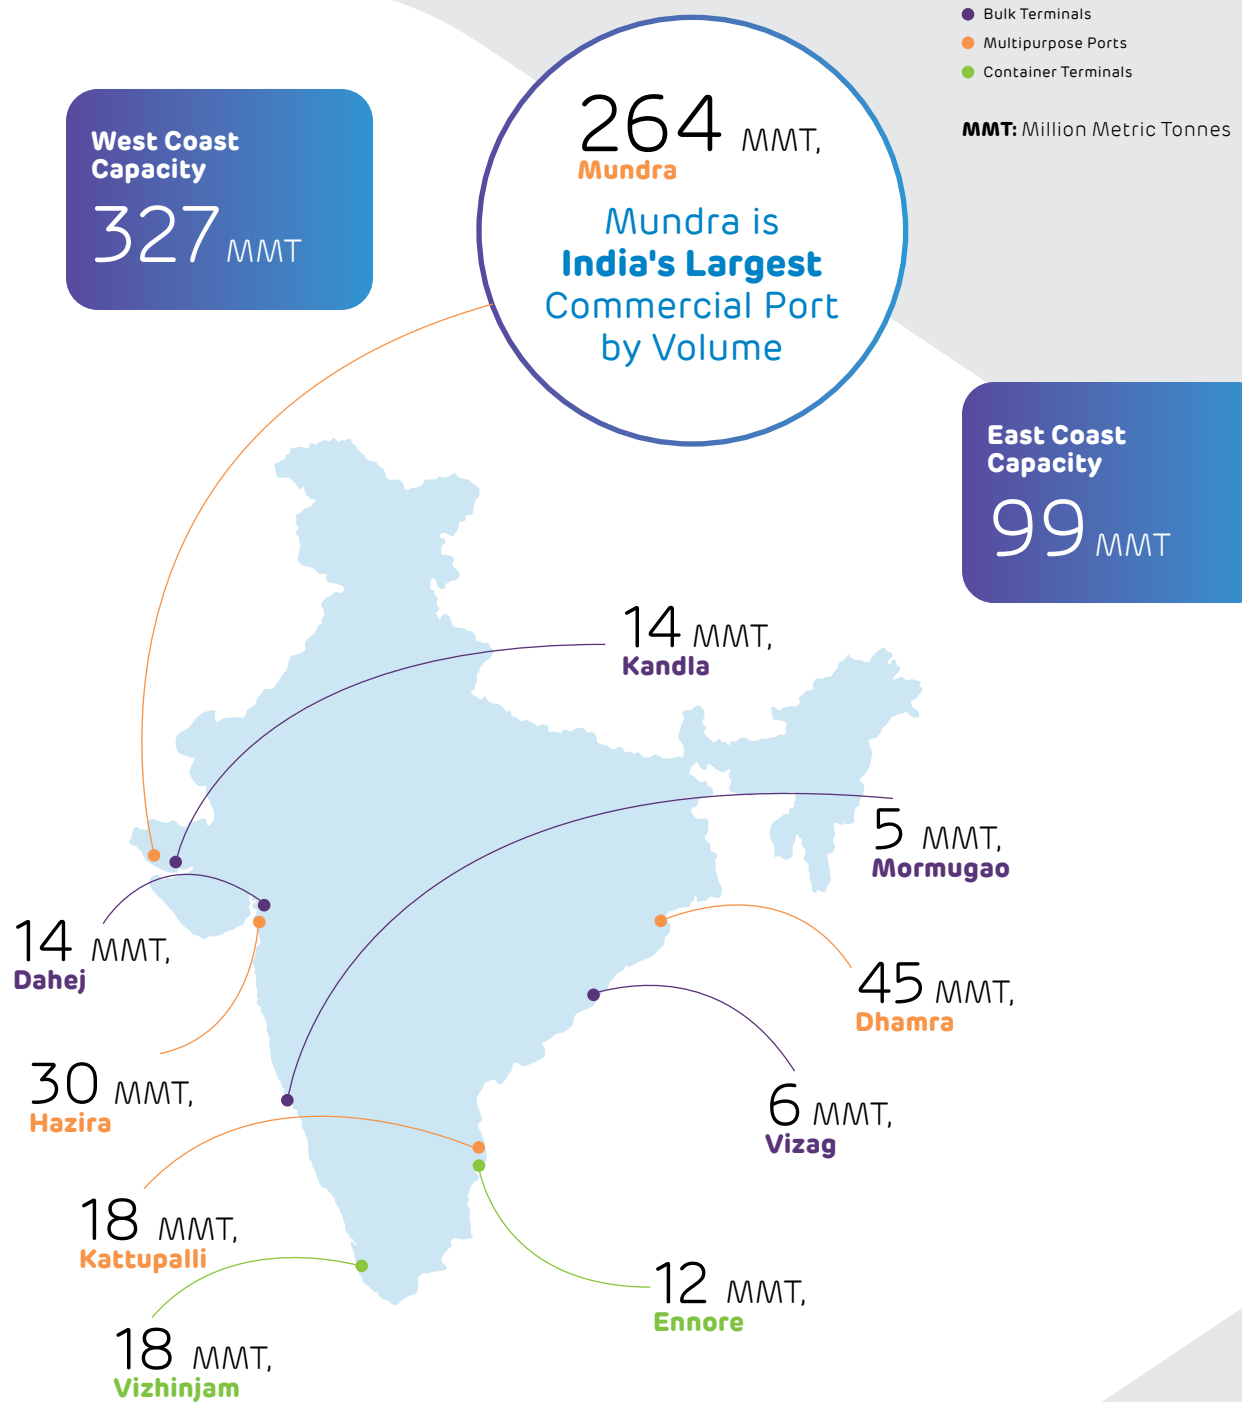 Bulk Terminals
Multipurpose Ports
Container Terminals
MMT: Million Metric Tonnes
West Coast
Capacity
327 MMT
264 MMT,
Mundra
Mundra is
India's Largest
Commercial Port
by Volume
East Coast
Capacity
99 MMT
14 MMT,
Kandla
5 MMT,
Mormugao
14 MMT,
Dahej
45 MMT,
Dhamra
30 MMT,
Hazira
6 MMT,
Vizag
18 MMT,
Kattupalli
12 MMT,
Ennore
18 MMT,
Vizhinjam